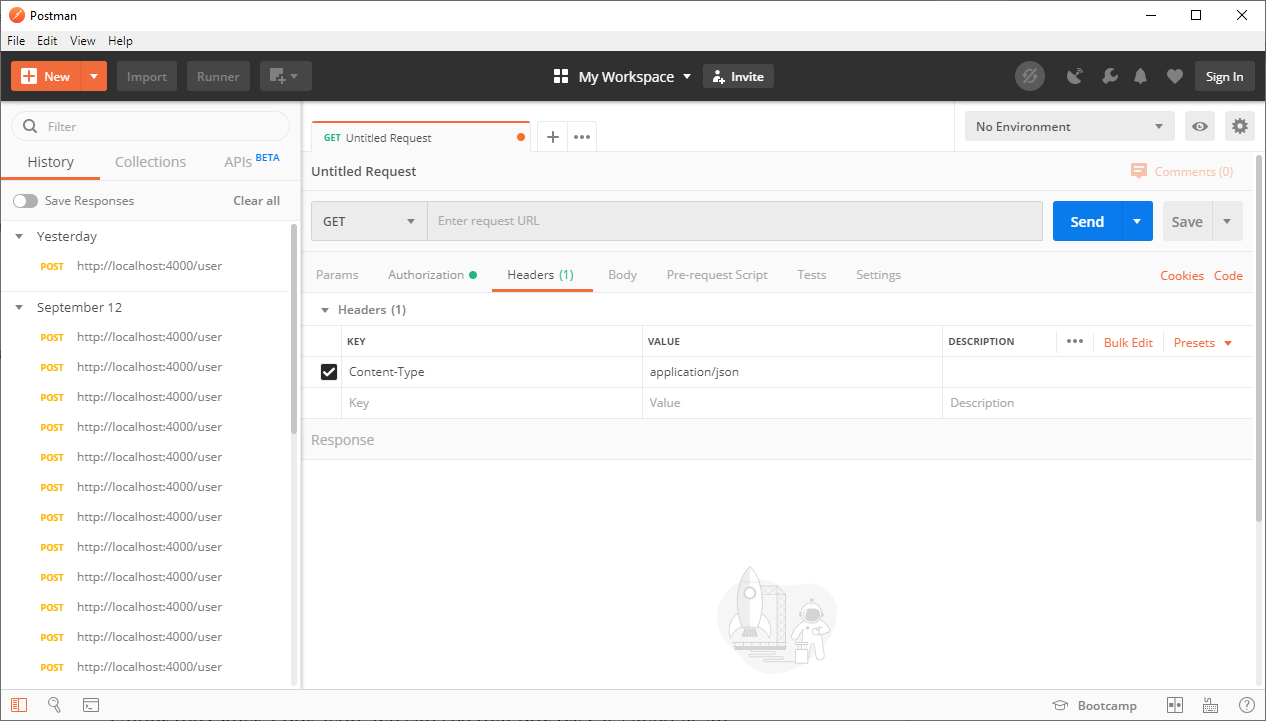 Postman
File Edit View Help
New Import Runner My Workspace Invite Sign In
Filter
History Collections APIs BETA
Save Responses Clear all
Yesterday
POST http://localhost:4000/user
September 12
POST http://localhost:4000/user
POST http://localhost:4000/user
POST http://localhost:4000/user
POST http://localhost:4000/user
POST http://localhost:4000/user
POST http://localhost:4000/user
POST http://localhost:4000/user
POST http://localhost:4000/user
POST http://localhost:4000/user
POST http://localhost:4000/user
POST http://localhost:4000/user
POST http://localhost:4000/user
GET Untitled Request
No Environment
Untitled Request Comments (0)
GET Enter request URL Send Save
Params Authorization Headers (1) Body Pre-request Script Tests Settings Cookies Code
Headers (1)
KEY VALUE DESCRIPTION Bulk Edit Presets
Content-Type application/json
Key Value Description
Response
Bootcamp